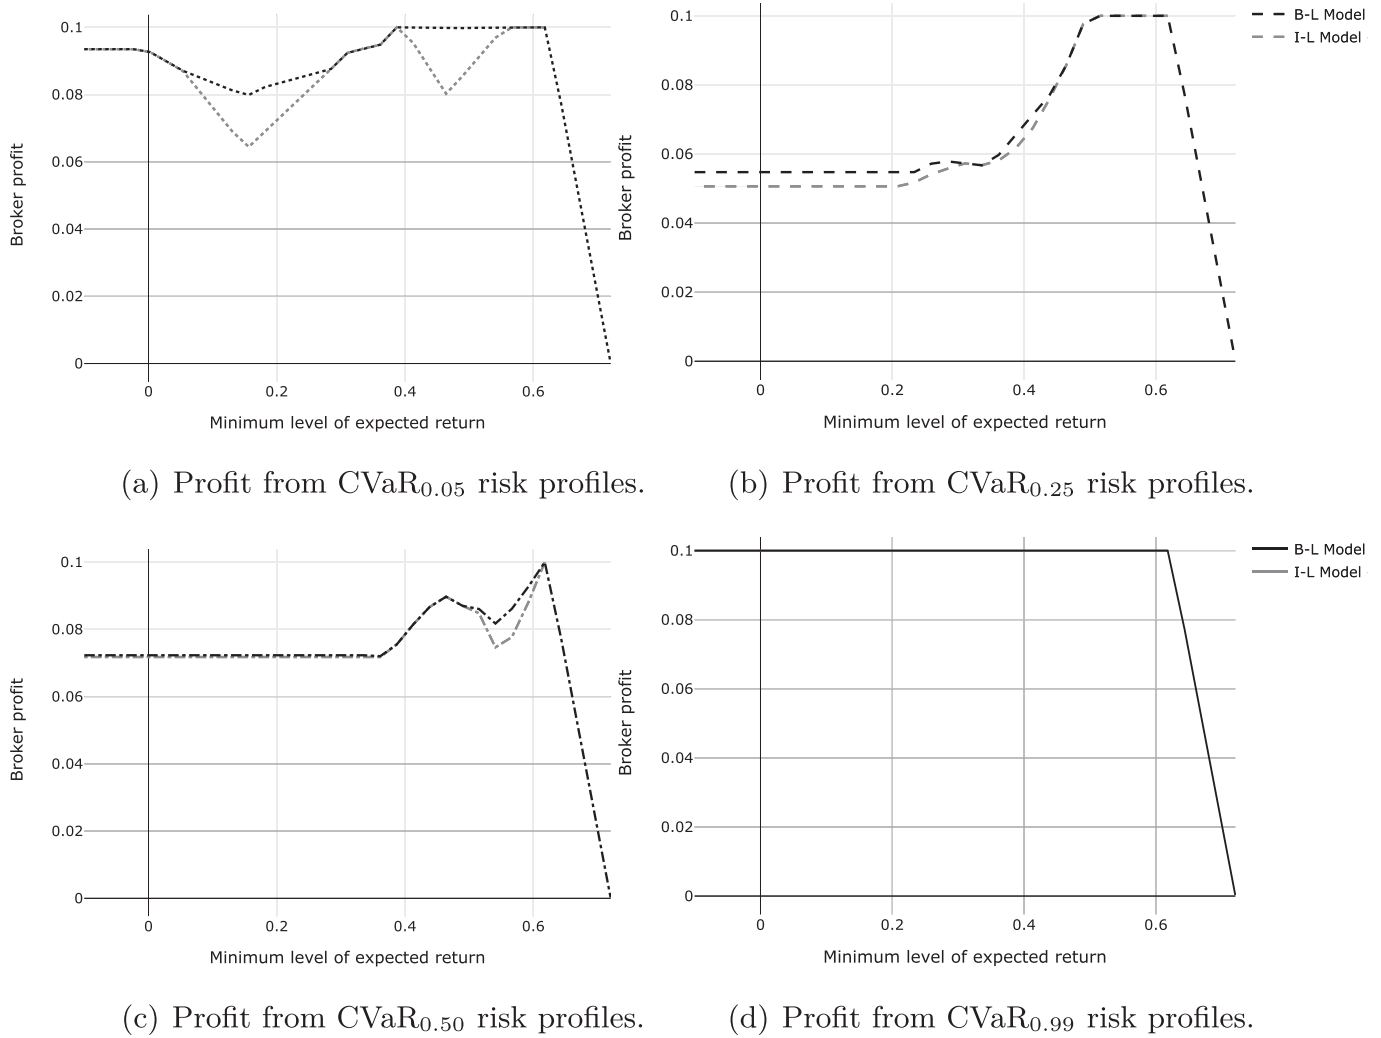 0.1
0.08
0.06
0.04
0.02
0
0 0.2 0.4 0.6
Broker profit
Minimum level of expected return
(a) Profit from CVaR0.05 risk profiles.
0.1
0.08
0.06
0.04
0.02
0
0 0.2 0.4 0.6
Broker profit
Minimum level of expected return
B-L Model
I-L Model
(b) Profit from CVaR0.25 risk profiles.
0.1
0.08
0.06
0.04
0.02
0
0 0.2 0.4 0.6
Broker profit
Minimum level of expected return
(c) Profit from CVaR0.50 risk profiles.
0.1
0.08
0.06
0.04
0.02
0
0 0.2 0.4 0.6
Broker profit
Minimum level of expected return
B-L Model
I-L Model
(d) Profit from CVaR0.99 risk profiles.